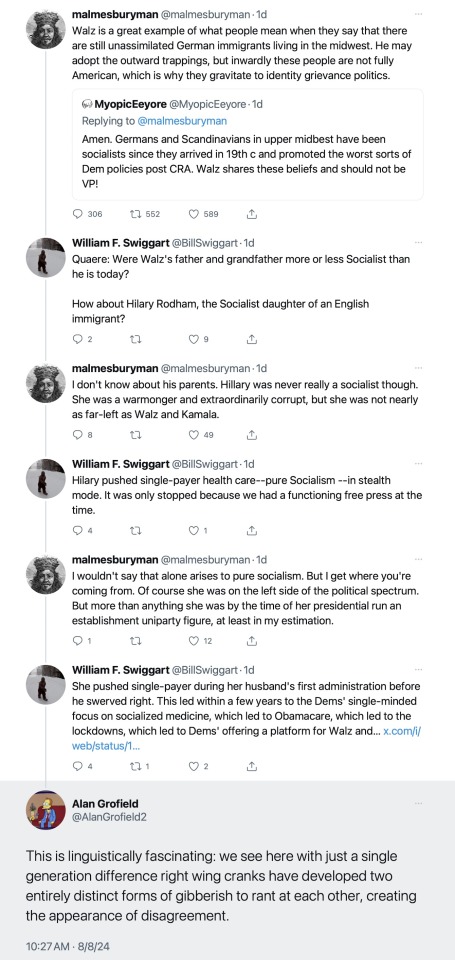 malmesburyman @malmesburyman · 1d
Walz is a great example of what people mean when they say that there
are still unassimilated German immigrants living in the midwest. He may
adopt the outward trappings, but inwardly these people are not fully
American, which is why they gravitate to identity grievance politics.
MyopicEeyore @MyopicEeyore · 1d
Replying to @malmesburyman
Amen. Germans and Scandinavians in upper midbest have been
socialists since they arrived in 19th c and promoted the worst sorts of
Dem policies post CRA. Walz shares these beliefs and should not be
VP!
306 552 589
William F. Swiggart @BillSwiggart · 1d
Quaere: Were Walz's father and grandfather more or less Socialist than
he is today?
How about Hilary Rodham, the Socialist daughter of an English
immigrant?
2 9
malmesburyman @malmesburyman · 1d
I don't know about his parents. Hillary was never really a socialist though.
She was a warmonger and extraordinarily corrupt, but she was not nearly
as far-left as Walz and Kamala.
8 49
William F. Swiggart @BillSwiggart · 1d
Hilary pushed single-payer health care--pure Socialism --in stealth
mode. It was only stopped because we had a functioning free press at the
time.
4 1
malmesburyman @malmesburyman · 1d
I wouldn't say that alone arises to pure socialism. But I get where you're
coming from. Of course she was on the left side of the political spectrum.
But more than anything she was by the time of her presidential run an
establishment uniparty figure, at least in my estimation.
1 12
William F. Swiggart @BillSwiggart · 1d
She pushed single-payer during her husband's first administration before
he swerved right. This led within a few years to the Dems' single-minded
focus on socialized medicine, which led to Obamacare, which led to the
lockdowns, which led to Dems' offering a platform for Walz and... x.com/i/
web/status/1...
4 1 2
Alan Grofield
@AlanGrofield2
This is linguistically fascinating: we see here with just a single
generation difference right wing cranks have developed two
entirely distinct forms of gibberish to rant at each other, creating
the appearance of disagreement.
10:27 AM · 8/8/24